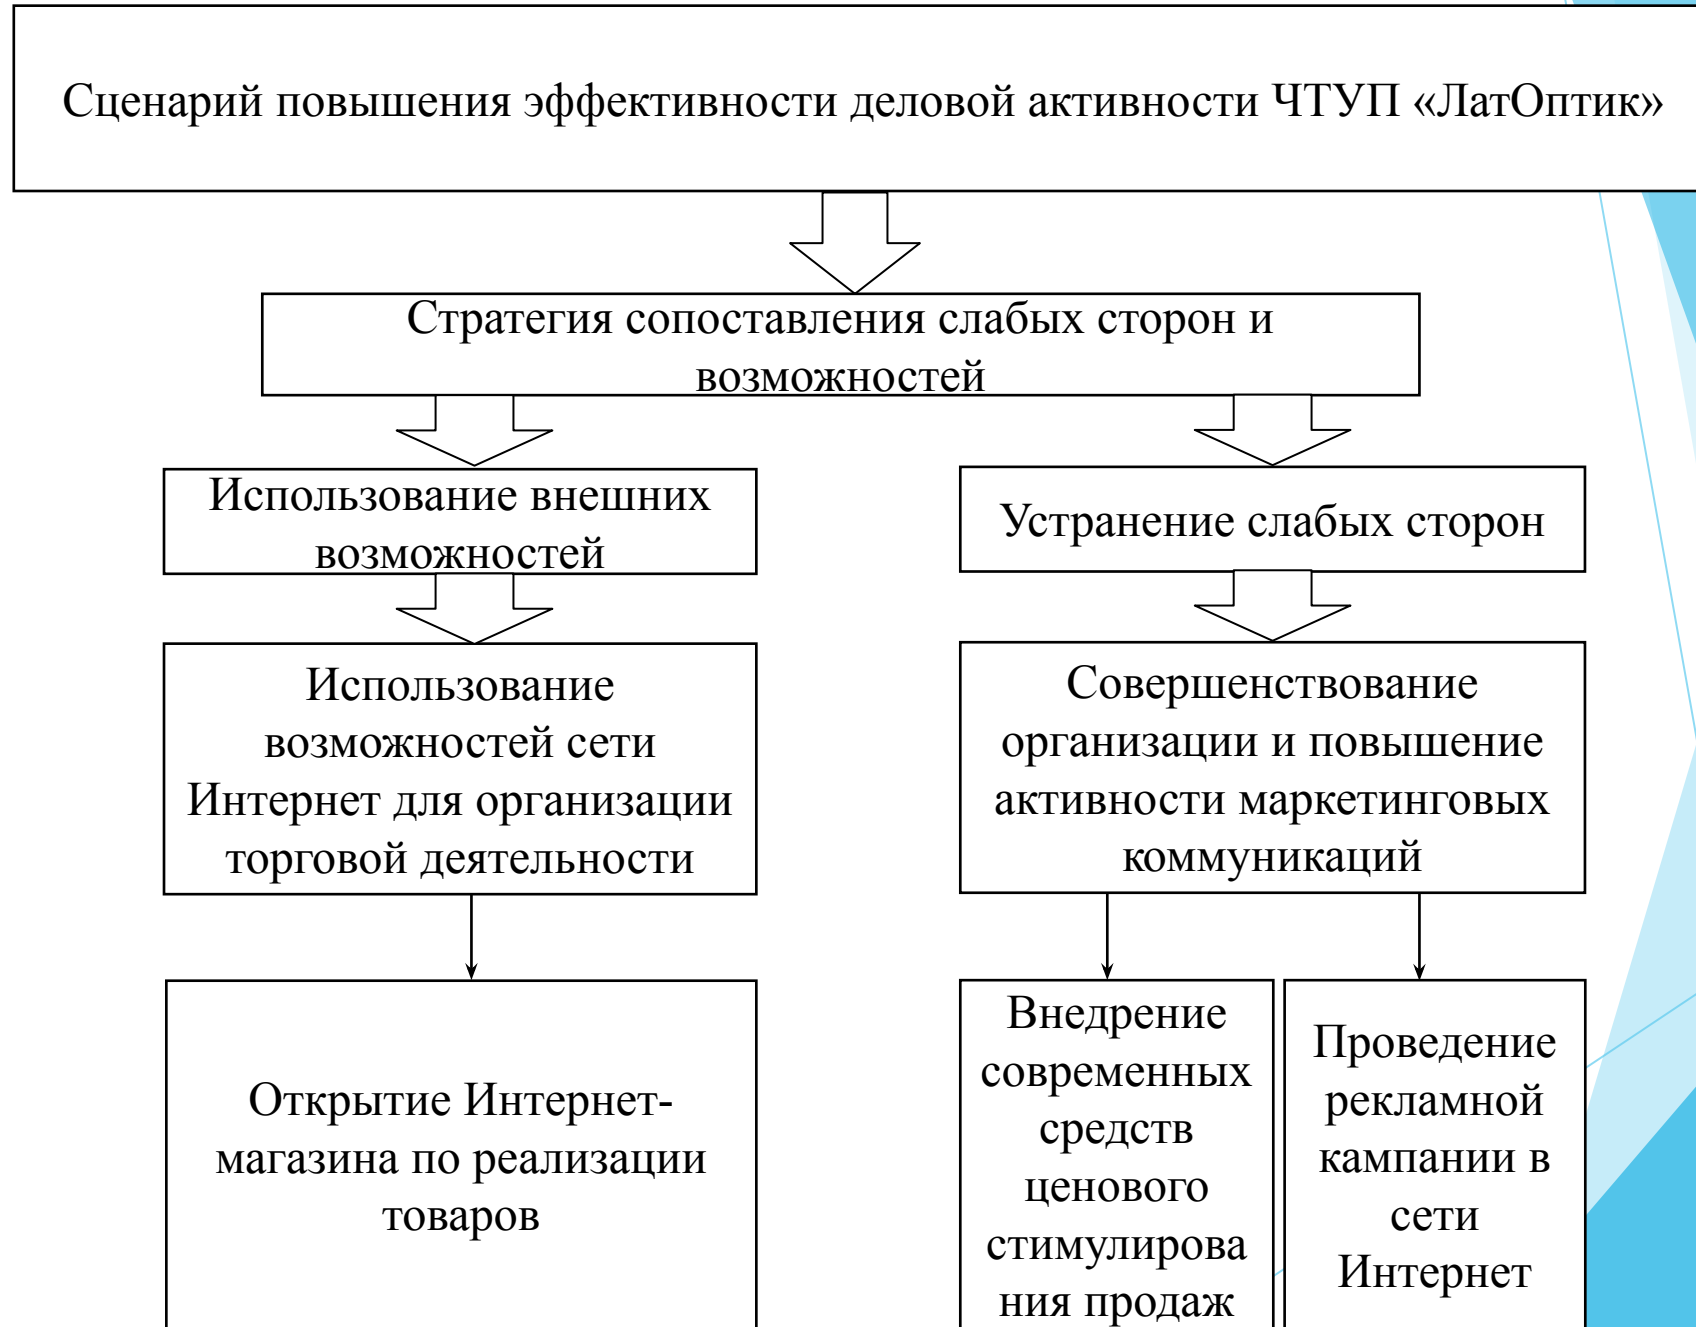 Сценарий повышения эффективности деловой активности ЧТУП «ЛатОптик»
Стратегия сопоставления слабых сторон и
возможностей
Использование внешних
возможностей
Устранение слабых сторон
Использование
возможностей сети
Интернет для организации
торговой деятельности
Совершенствование
организации и повышение
активности маркетинговых
коммуникаций
Открытие Интернет-
магазина по реализации
товаров
Внедрение
современных
средств
ценового
стимулирова
ния продаж
Проведение
рекламной
кампании в
сети
Интернет